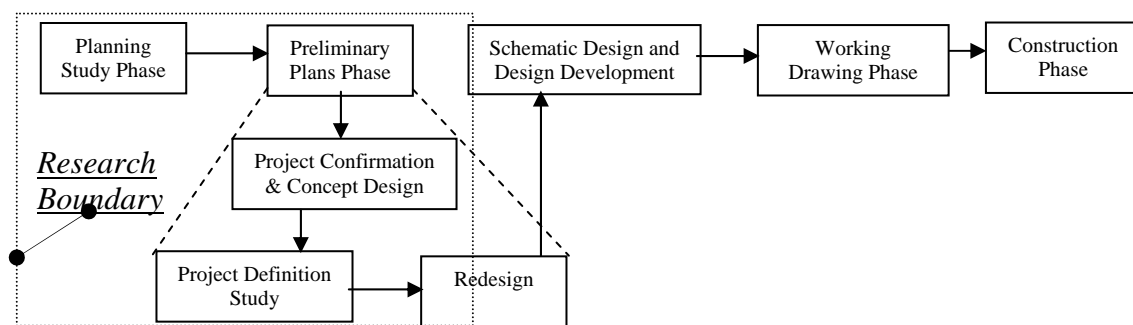 Planning
Study Phase
Preliminary
Plans Phase
Schematic Design and
Design Development
Working
Drawing Phase
Construction
Phase
Research
Boundary
Project Confirmation
& Concept Design
Project Definition
Study
Redesign